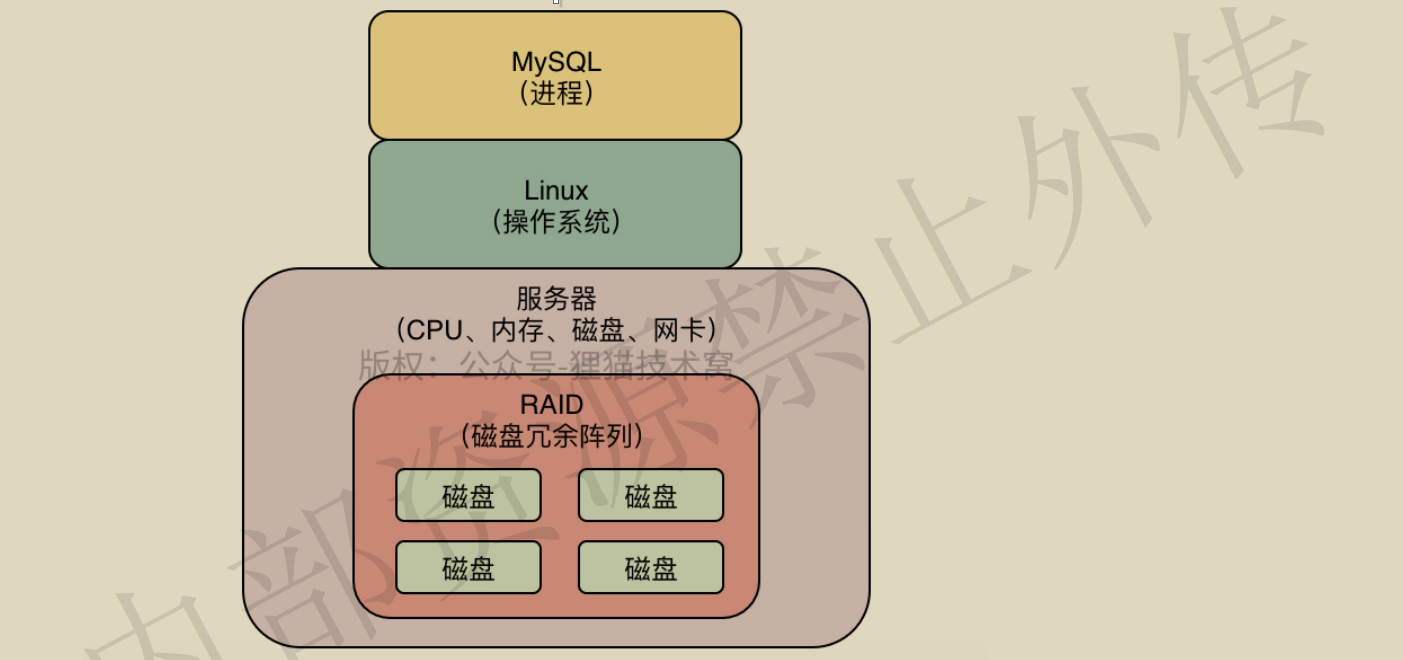 MySQL
（进程）
Linux
（操作系统）
服务器
（CPU、内存、磁盘、网卡）
版权：公众号-狸猫技术窝
RAID
（磁盘冗余阵列）
磁盘 磁盘
磁盘 磁盘
内部资源禁止外传